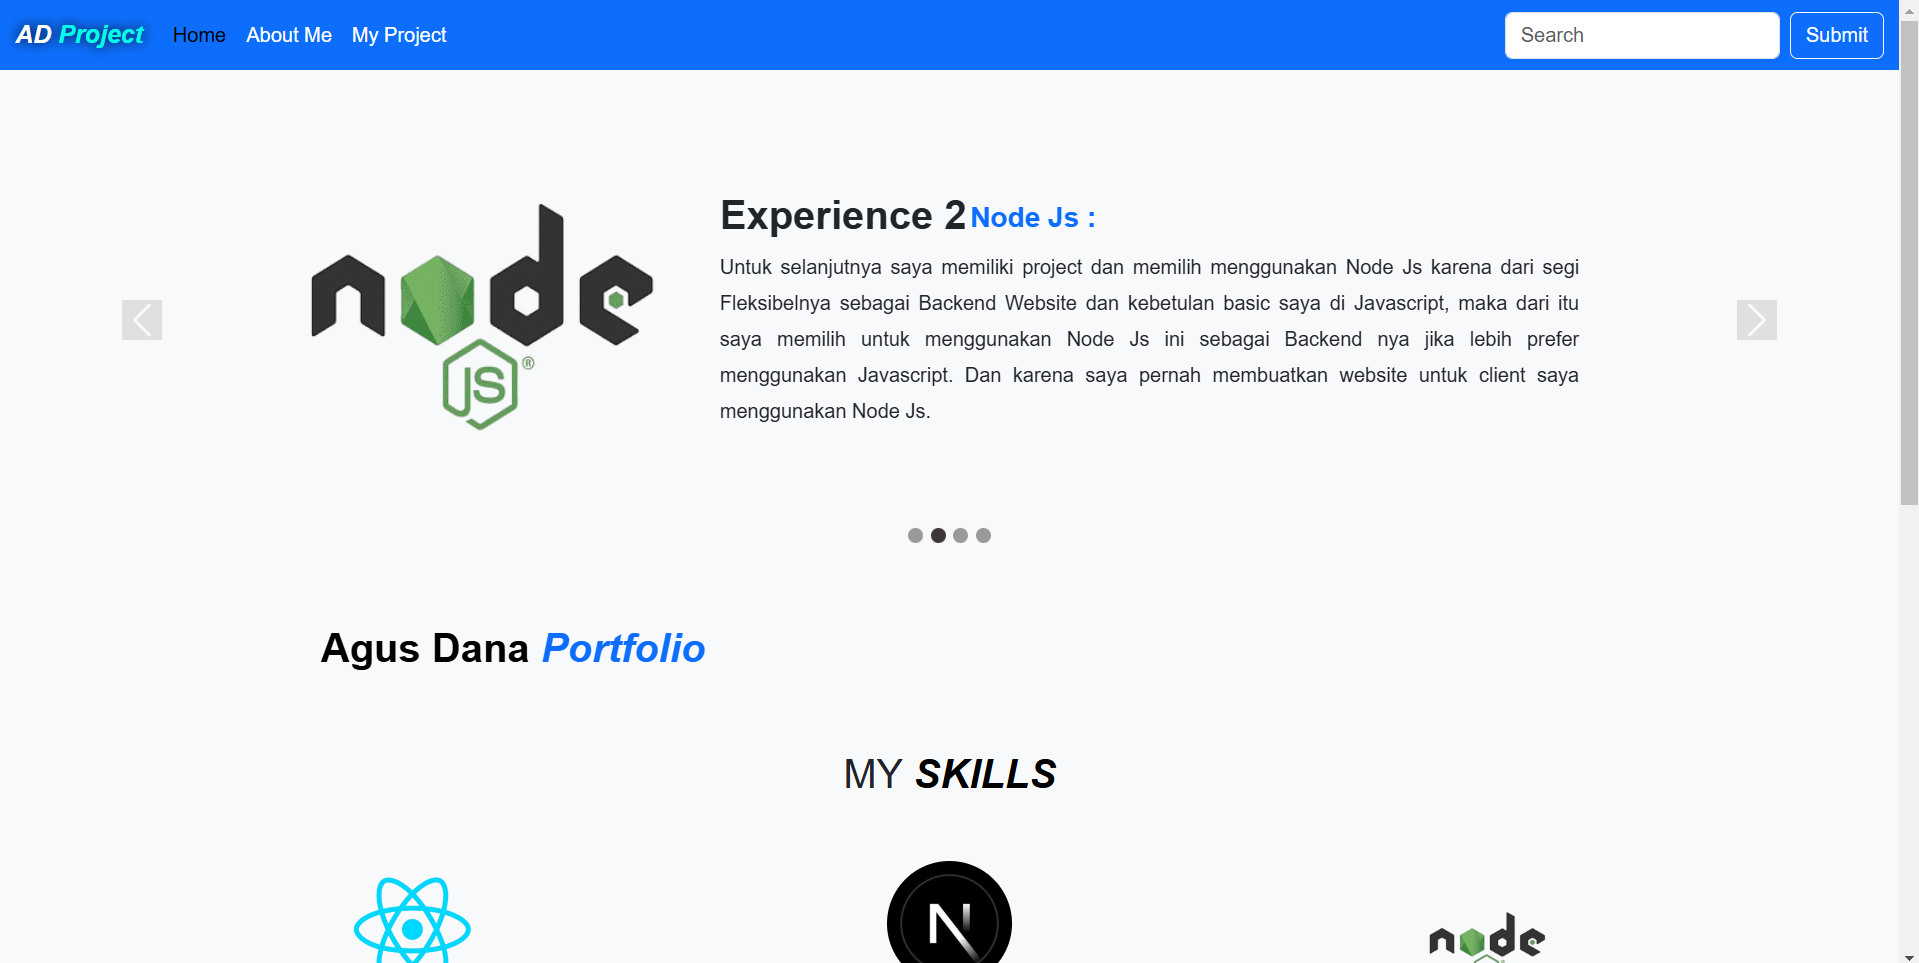 AD Project Home About Me My Project Search Submit
node
JS®
Experience 2 Node Js :
Untuk selanjutnya saya memiliki project dan memilih menggunakan Node Js karena dari segi
Fleksibelnya sebagai Backend Website dan kebetulan basic saya di Javascript, maka dari itu
saya memilih untuk menggunakan Node Js ini sebagai Backend nya jika lebih prefer
menggunakan Javascript. Dan karena saya pernah membuatkan website untuk client saya
menggunakan Node Js.
Agus Dana Portfolio
MY SKILLS
N
node